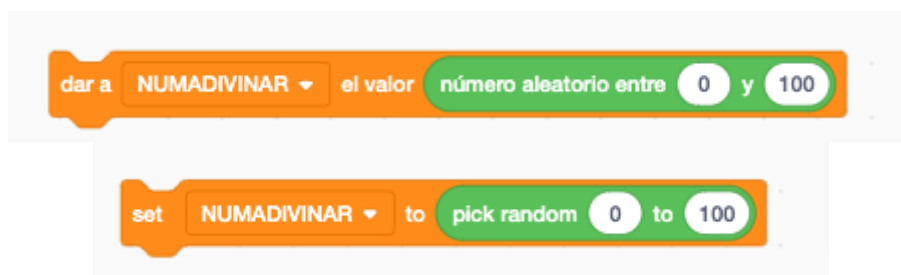 dar a NUMADIVINAR el valor número aleatorio entre 0 y 100
set NUMADIVINAR to pick random 0 to 100